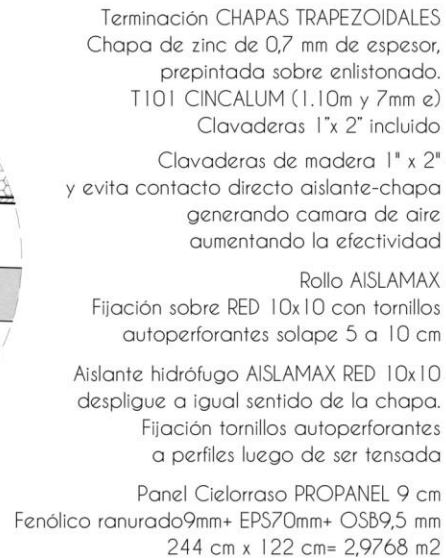 Terminación CHAPAS TRAPEZOIDALES
Chapa de zinc de 0,7 mm de espesor,
prepintada sobre enlistonado.
T101 CINCALUM (1.10m y 7mm e)
Clavaderas 1"x 2" incluido
Clavaderas de madera 1" x 2"
y evita contacto directo aislante-chapa
generando camara de aire
aumentando la efectividad
Rollo AISLAMAX
Fijación sobre RED 10x10 con tornillos
autoperforantes solape 5 a 10 cm
Aislante hidrófugo AISLAMAX RED 10x10
despligue a igual sentido de la chapa.
Fijación tornillos autoperforantes
a perfiles luego de ser tensada
Panel Cielorraso PROPANEL 9 cm
Fenólico ranurado9mm+ EPS70mm+ OSB9,5 mm
244 cm x 122 cm= 2,9768 m2